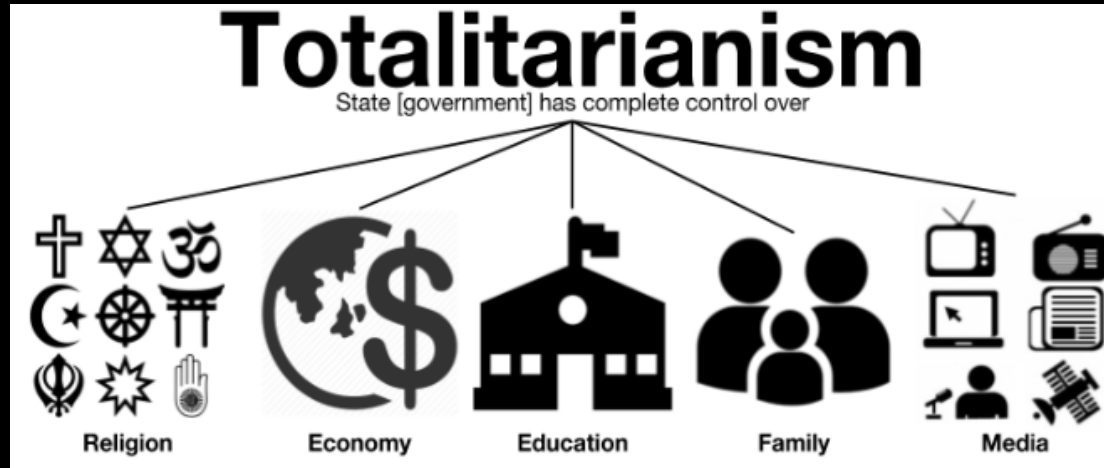 Totalitarianism
State [government] has complete control over
Religion Economy Education Family Media